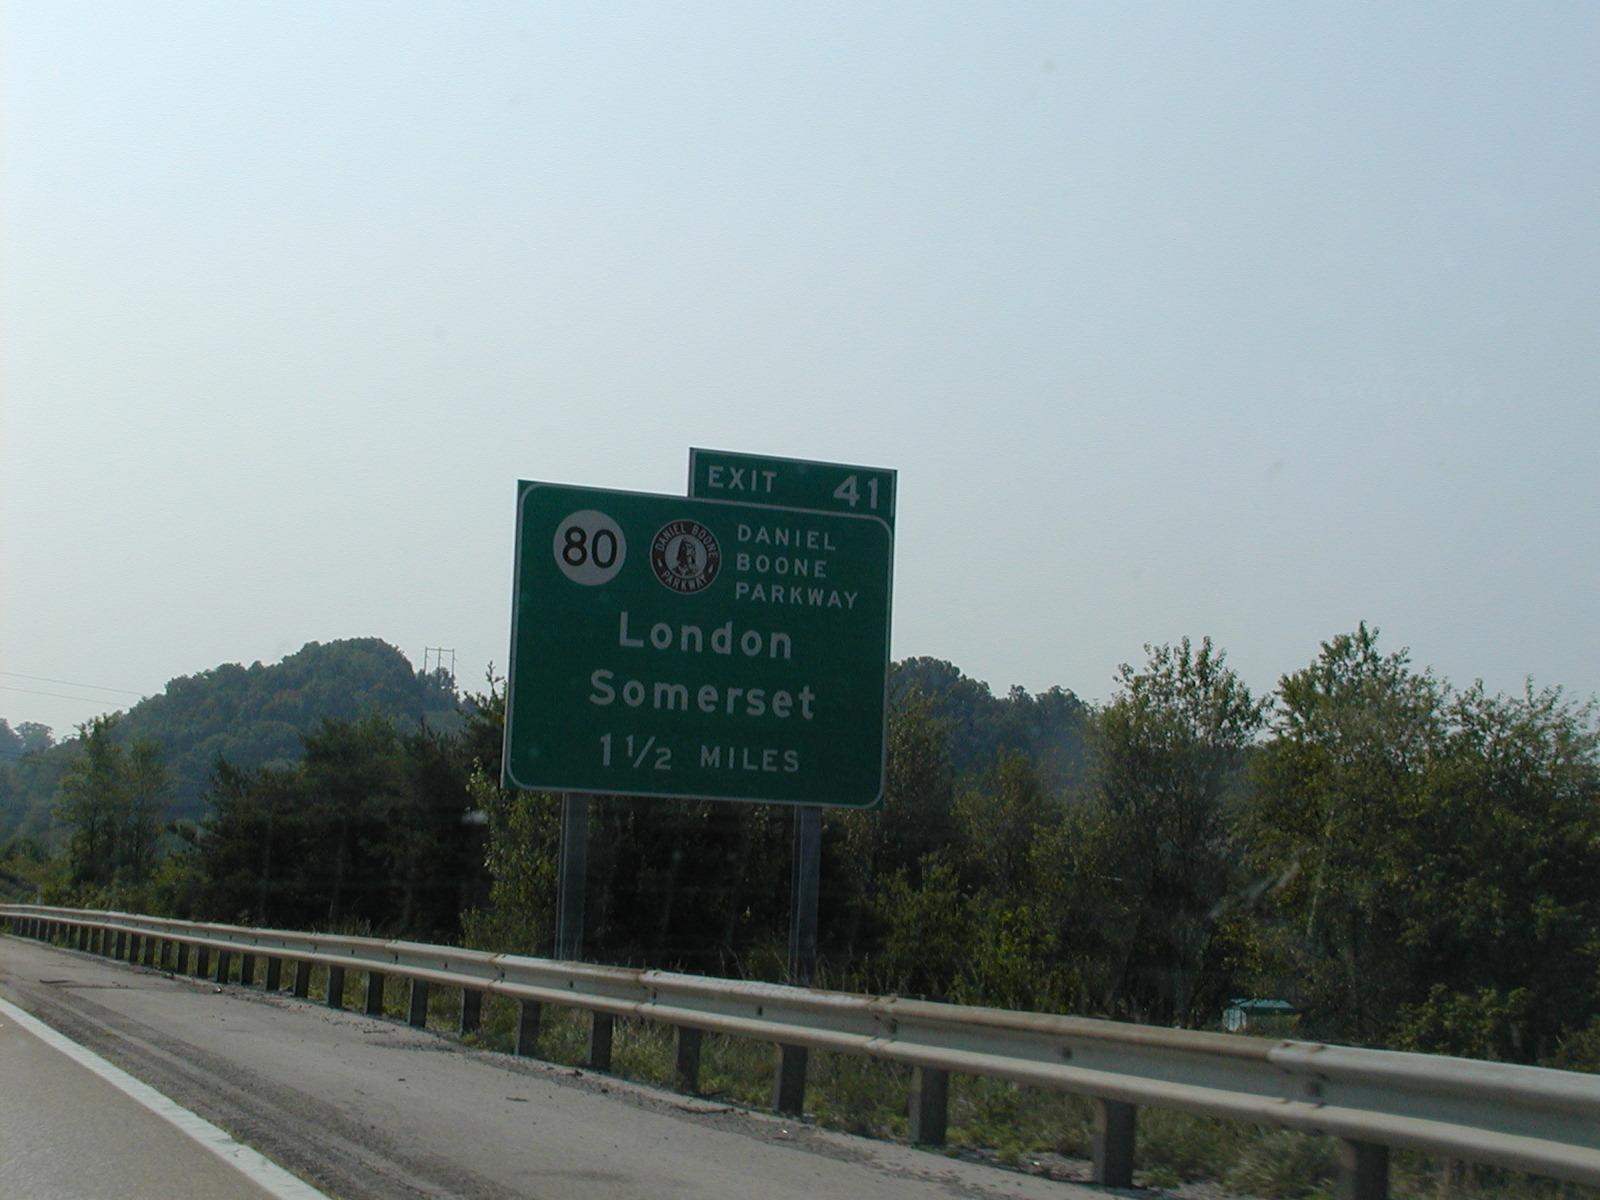 EXIT 41
80
DANIEL BOONE
PARKWAY
DANIEL
BOONE
PARKWAY
London
Somerset
1 1/2 MILES